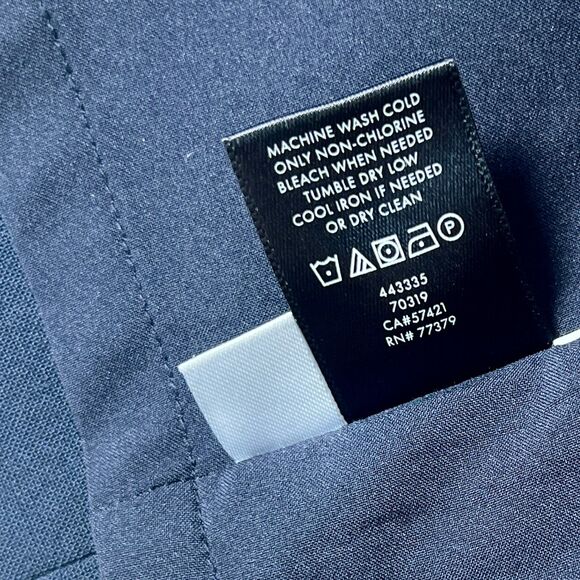 MACHINE WASH COLD
ONLY NON-CHLORINE
BLEACH WHEN NEEDED
TUMBLE DRY LOW
COOL IRON IF NEEDED
OR DRY CLEAN
P
443335
70319
CA#57421
RN# 77379